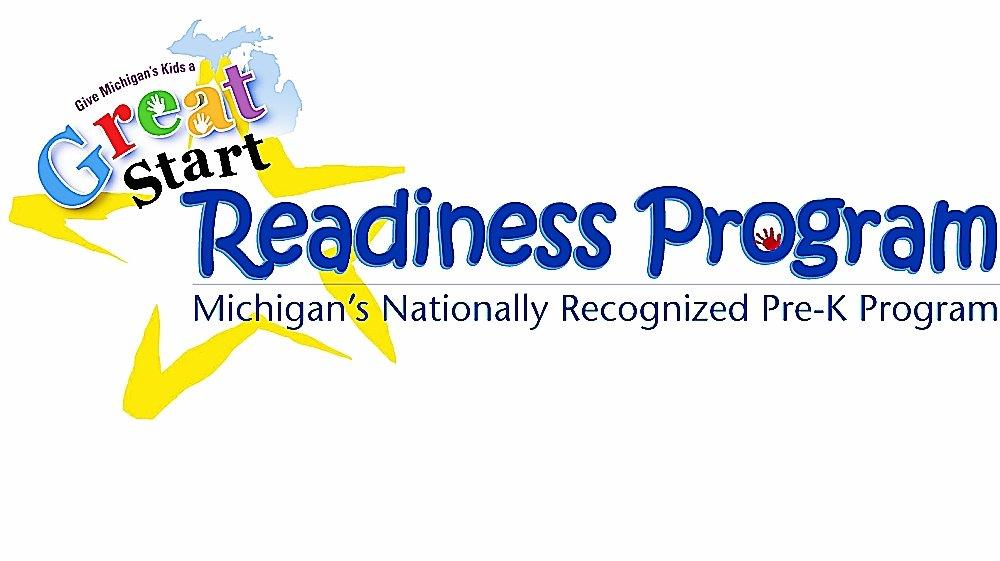 Give Michigan's Kids a
Great
Start
Readiness Program
Michigan's Nationally Recognized Pre-K Program